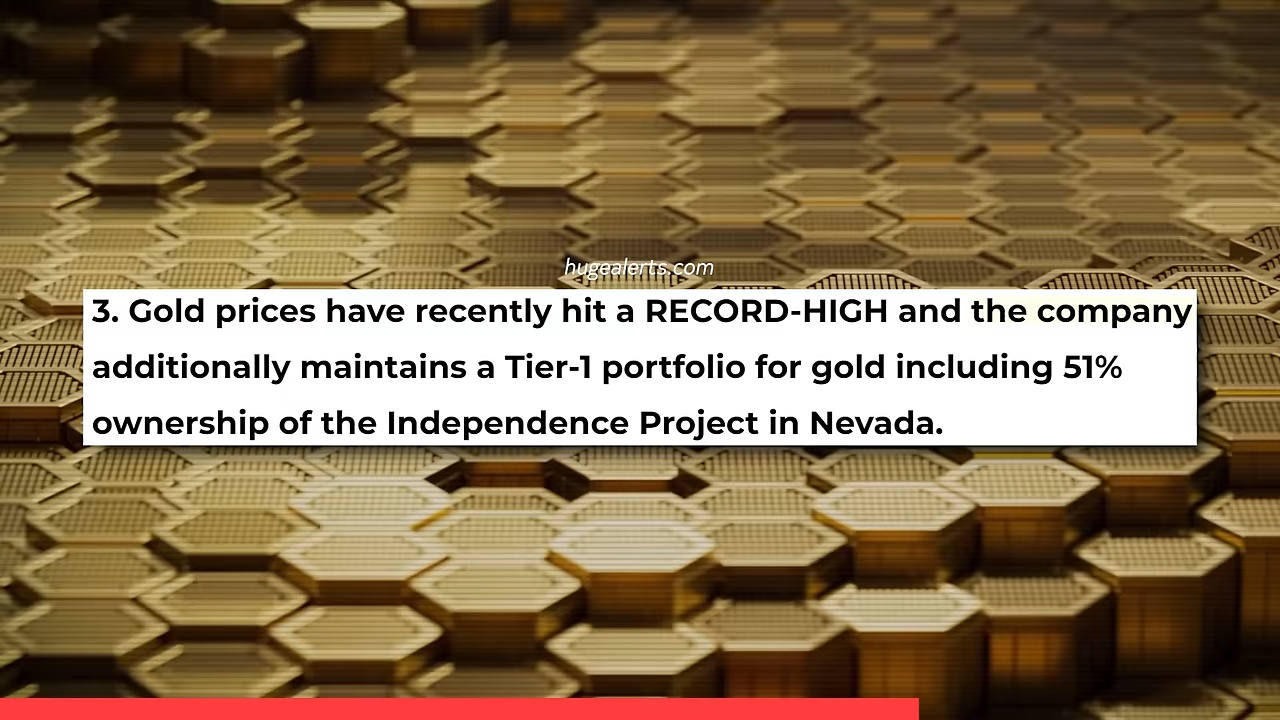 hugealerts.com
3. Gold prices have recently hit a RECORD-HIGH and the company
additionally maintains a Tier-1 portfolio for gold including 51%
ownership of the Independence Project in Nevada.